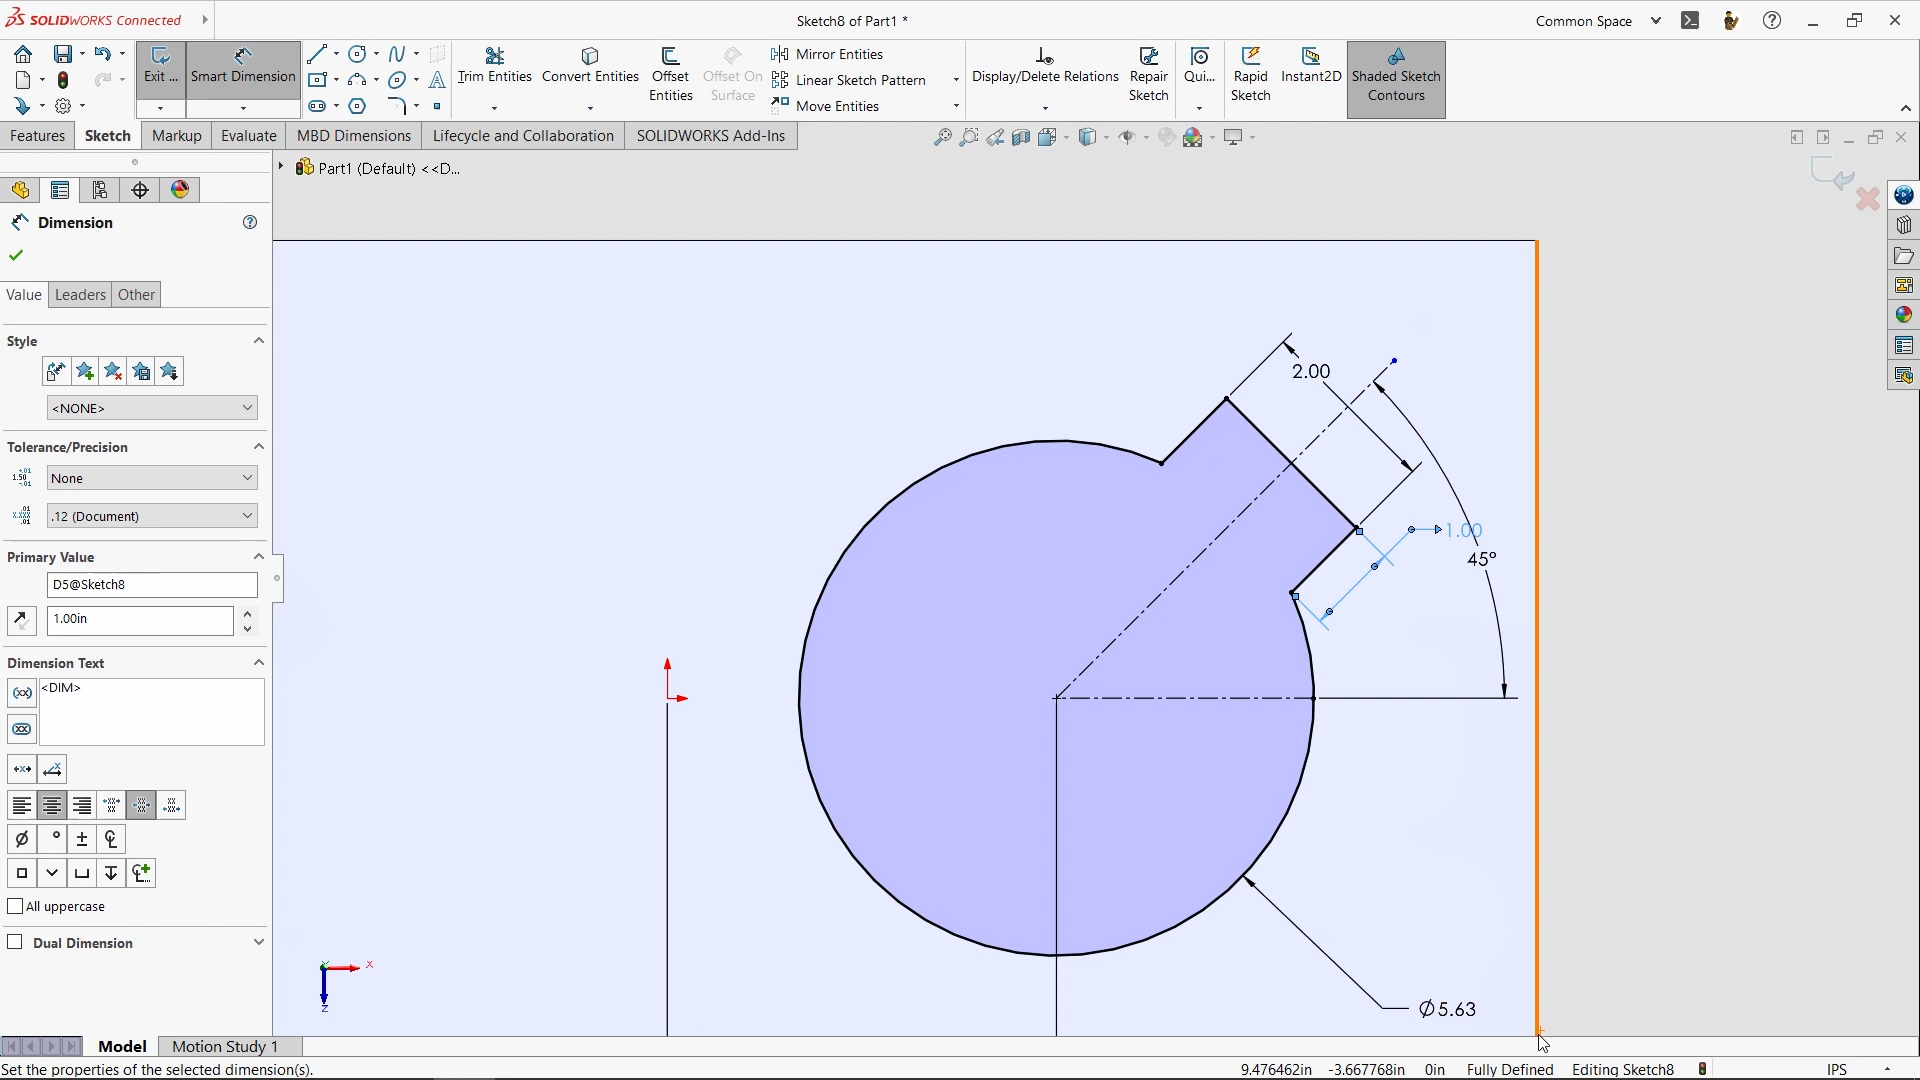 SOLIDWORKS Connected
Sketch8 of Part1 *
Common Space
Exit ...
Smart Dimension
Trim Entities
Convert Entities
Offset
Entities
Offset On
Surface
Mirror Entities
Linear Sketch Pattern
Move Entities
Display/Delete Relations
Repair
Sketch
Qui...
Rapid
Sketch
Instant2D
Shaded Sketch
Contours
Features
Sketch
Markup
Evaluate
MBD Dimensions
Lifecycle and Collaboration
SOLIDWORKS Add-Ins
Part1 (Default) <<D...
Dimension
Value
Leaders
Other
Style
<NONE>
Tolerance/Precision
None
.12 (Document)
Primary Value
D5@Sketch8
1.00in
Dimension Text
<DIM>
All uppercase
Dual Dimension
2.00
1.00
45°
∅5.63
X
Y
Z
Model
Motion Study 1
Set the properties of the selected dimension(s).
9.476462in
-3.667768in
0in
Fully Defined
Editing Sketch8
IPS